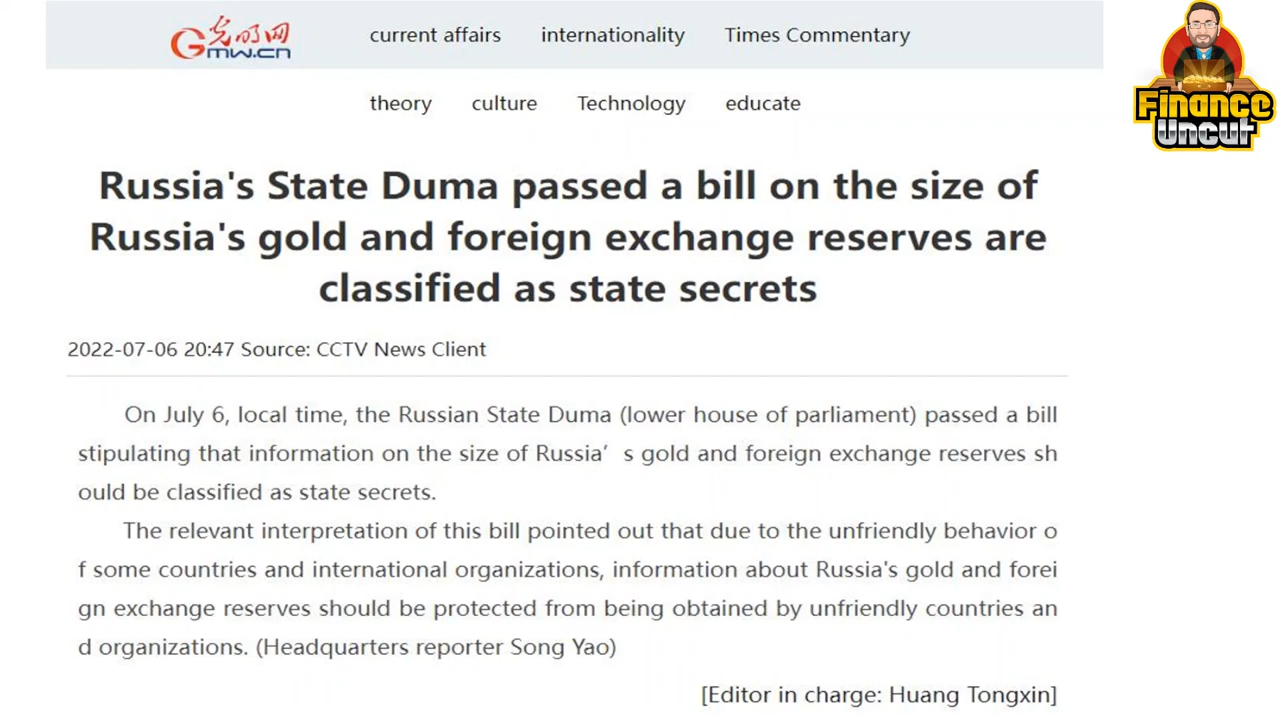 光明网
Gmw.cn
current affairs internationality Times Commentary
Finance
Uncut
theory culture Technology educate
Russia's State Duma passed a bill on the size of
Russia's gold and foreign exchange reserves are
classified as state secrets
2022-07-06 20:47 Source: CCTV News Client
On July 6, local time, the Russian State Duma (lower house of parliament) passed a bill
stipulating that information on the size of Russia’ s gold and foreign exchange reserves sh
ould be classified as state secrets.
The relevant interpretation of this bill pointed out that due to the unfriendly behavior o
f some countries and international organizations, information about Russia's gold and forei
gn exchange reserves should be protected from being obtained by unfriendly countries an
d organizations. (Headquarters reporter Song Yao)
[Editor in charge: Huang Tongxin]